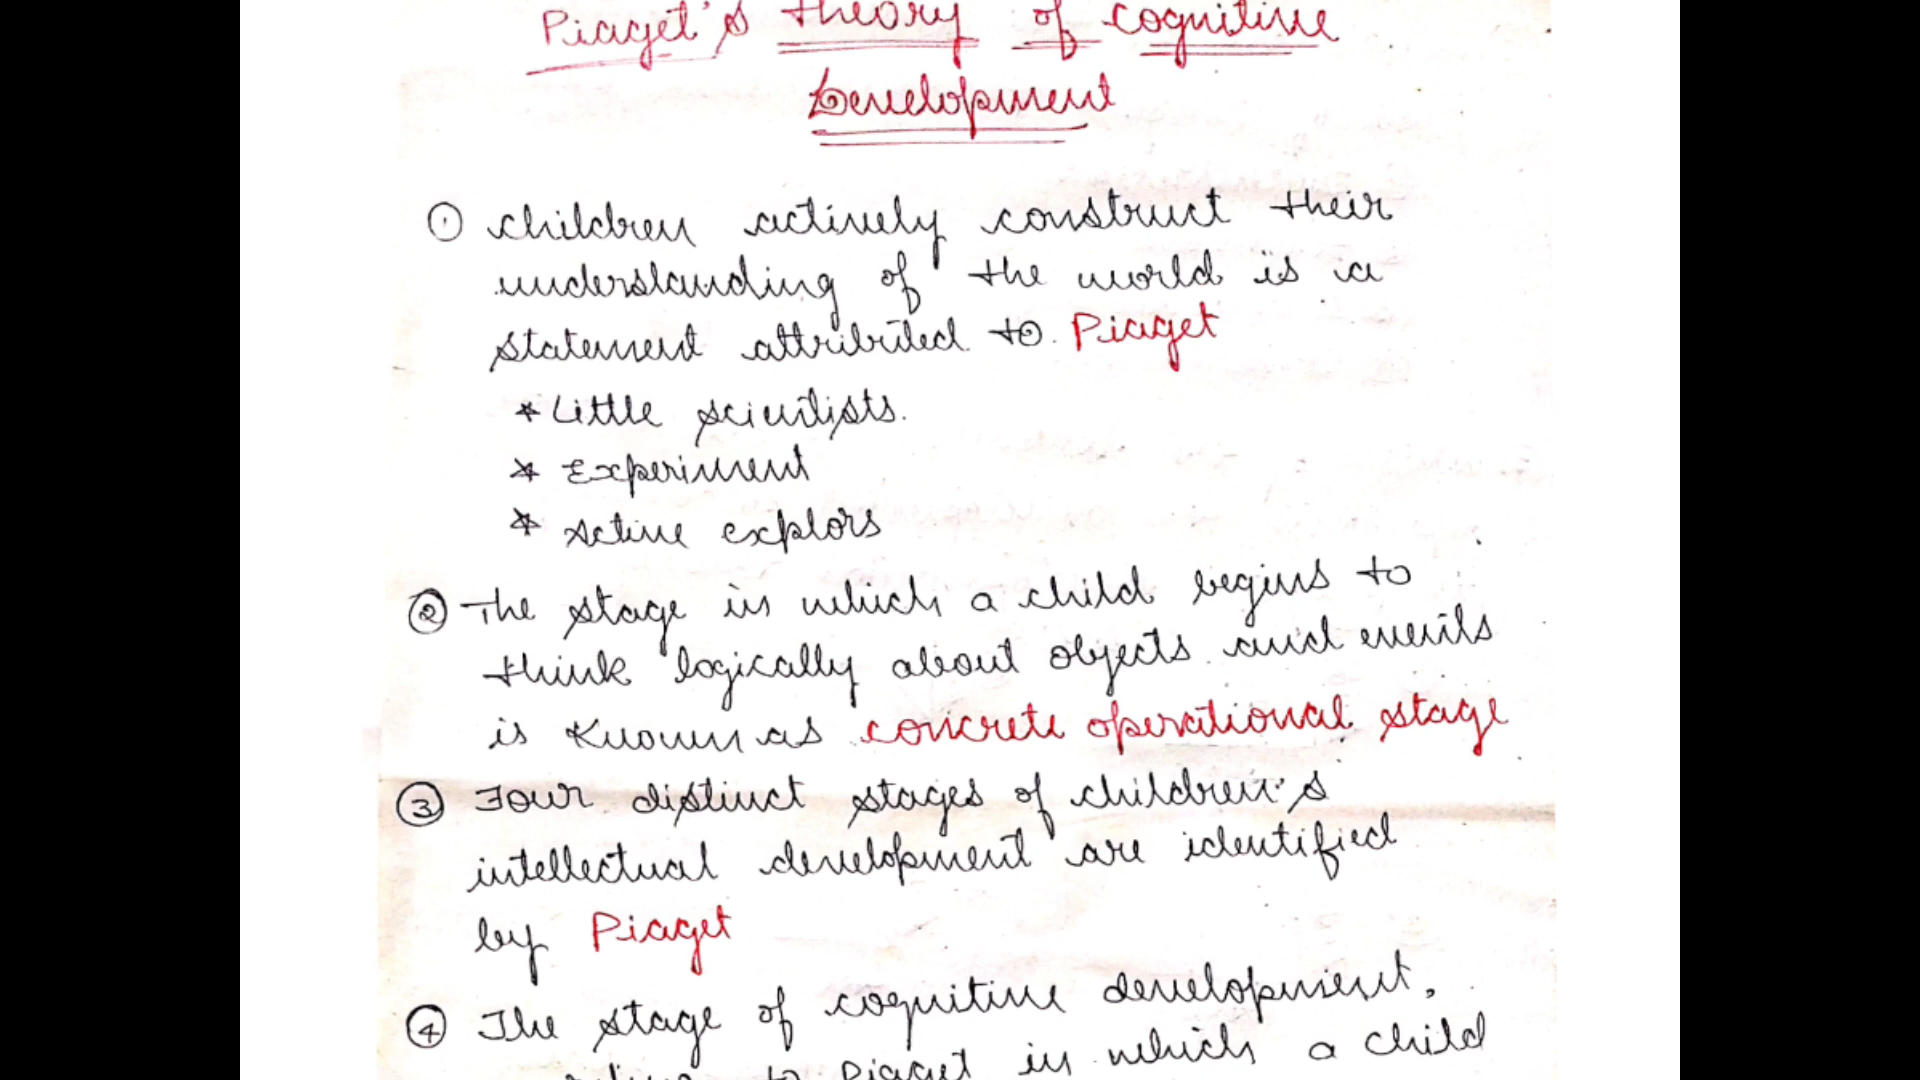 Piaget's theory of cognitive
Development
① children actively construct their
understanding of the world is a
statement attributed to Piaget
* Little scientists.
* Experiment
* Active explors
② The stage in which a child begins to
think logically about objects and events
is known as concrete operational stage
③ Four distinct stages of children's
intellectual development are identified
by Piaget
④ The stage of cognitive development,
to Piaget in which a child